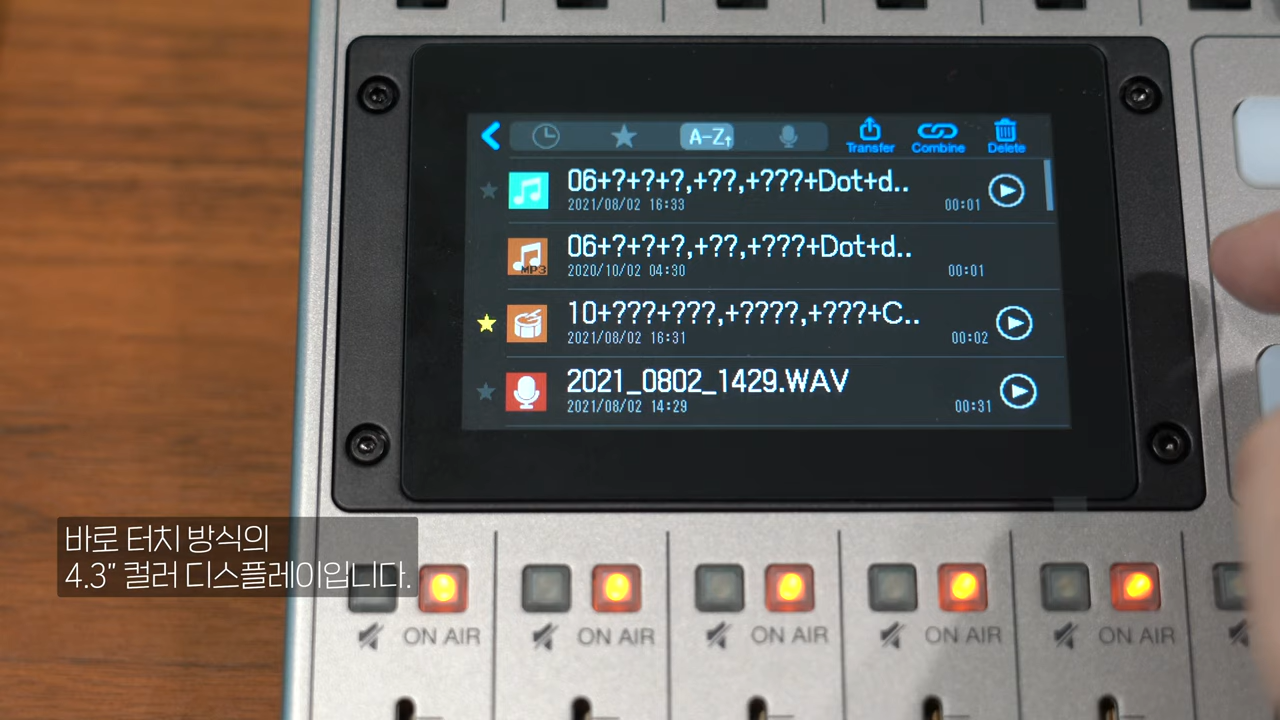 A-Z↑
Transfer
Combine
Delete
06+?+?+?,+??,+???+Dot+d..
2021/08/02 16:33
00:01
MP3
06+?+?+?,+??,+???+Dot+d..
2020/10/02 04:30
00:01
10+???+???,+????,+???+C..
2021/08/02 16:31
00:02
2021_0802_1429.WAV
2021/08/02 14:29
00:31
바로 터치 방식의
4.3" 컬러 디스플레이입니다.
ON AIR
ON AIR
ON AIR
ON AIR
ON AIR